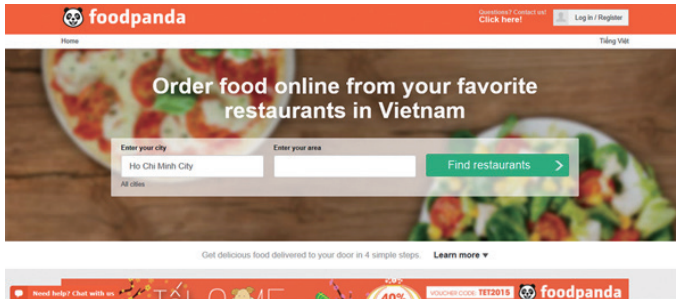 foodpanda
Questions? Contact us!
Click here!
Log in / Register
Home
Tiếng Việt
Order food online from your favorite
restaurants in Vietnam
Enter your city
Enter your area
Ho Chi Minh City
Find restaurants
All cities
Get delicious food delivered to your door in 4 simple steps.
Learn more
Need help? Chat with us
40%
VOUCHER CODE: TET2015
foodpanda